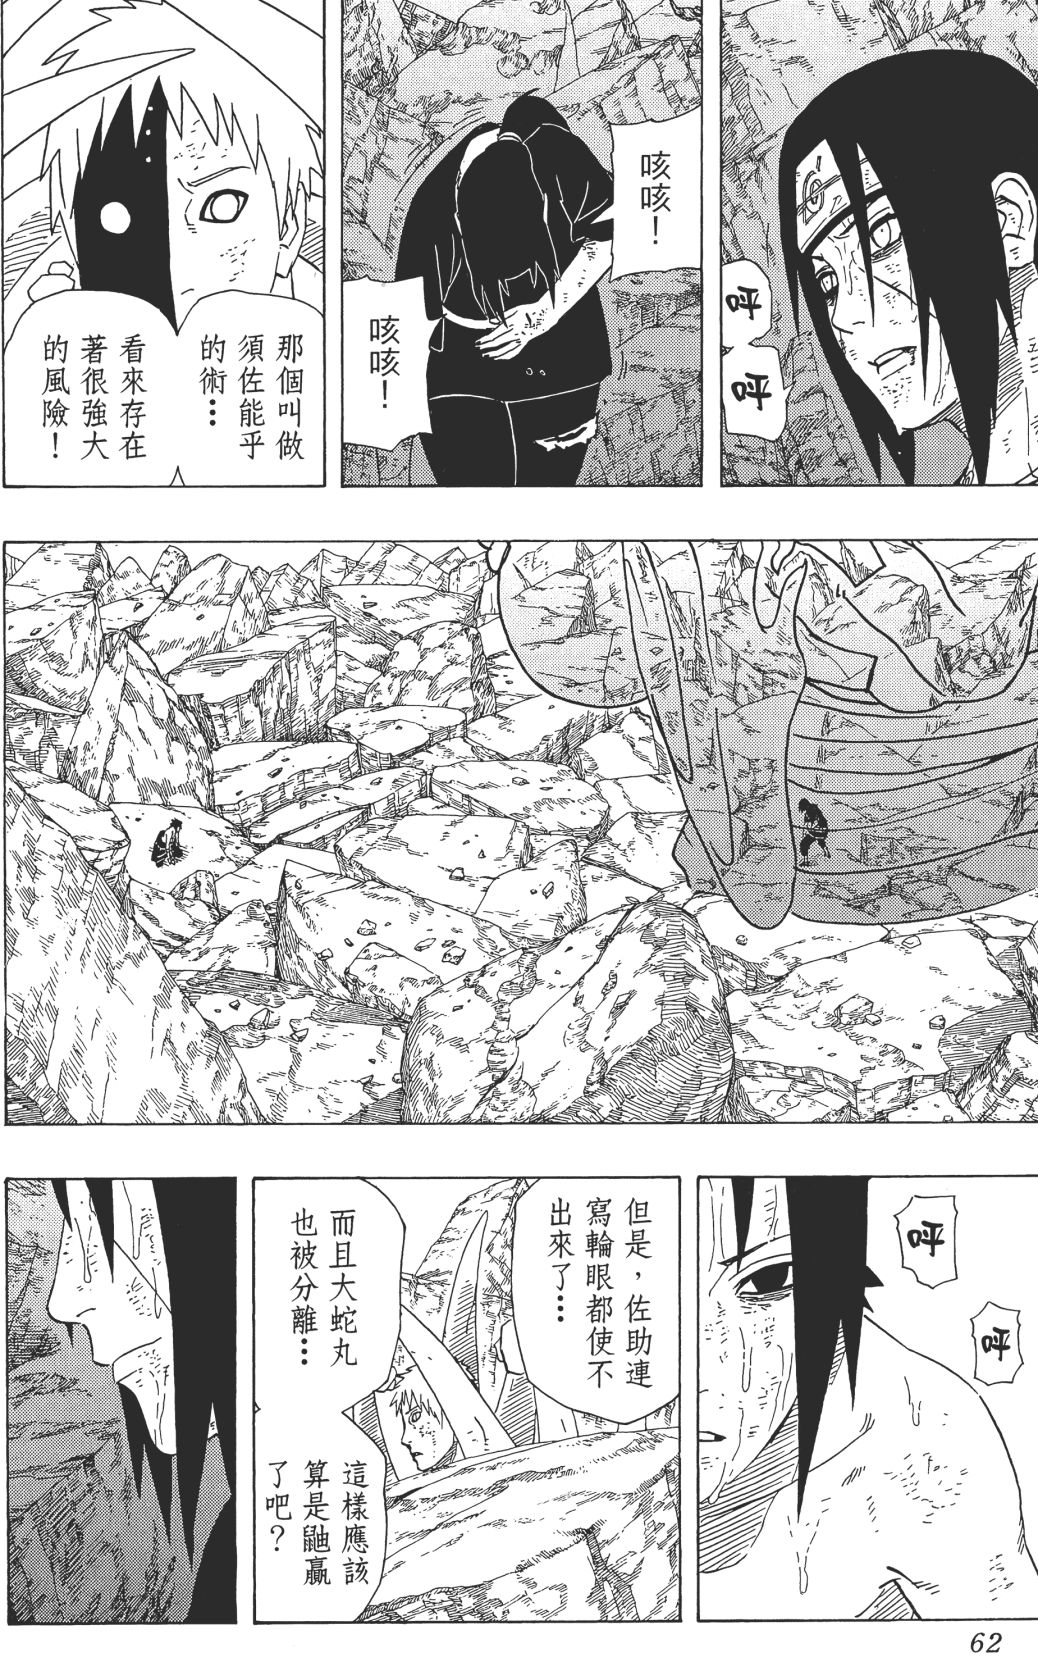 呼
呼
咳咳！
咳咳！
那個叫做
須佐能乎
的術…
看來存在
著很強大
的風險！
呼
呼
但是，佐助連
寫輪眼都使不
出來了…
而且大蛇丸
也被分離…
這樣應該
算是鼬贏
了吧？
62